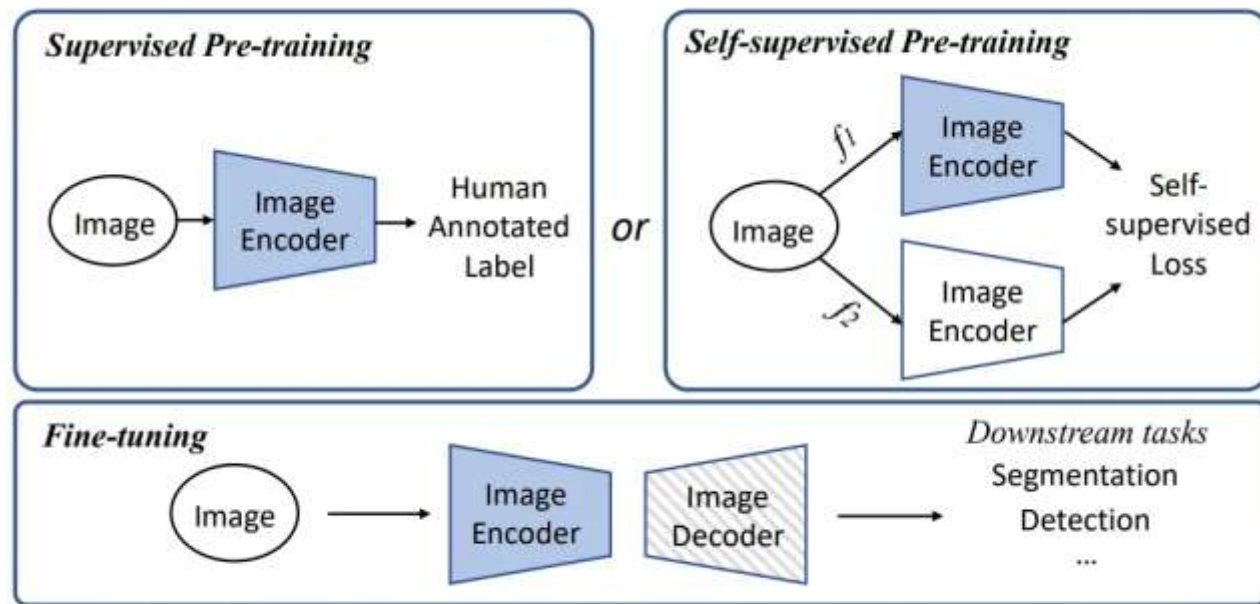 Supervised Pre-training
Image
Image
Encoder
Human
Annotated
Label
or
Self-supervised Pre-training
Image
f1
f2
Image
Encoder
Image
Encoder
Self-
supervised
Loss
Fine-tuning
Image
Image
Encoder
Image
Decoder
Downstream tasks
Segmentation
Detection
...